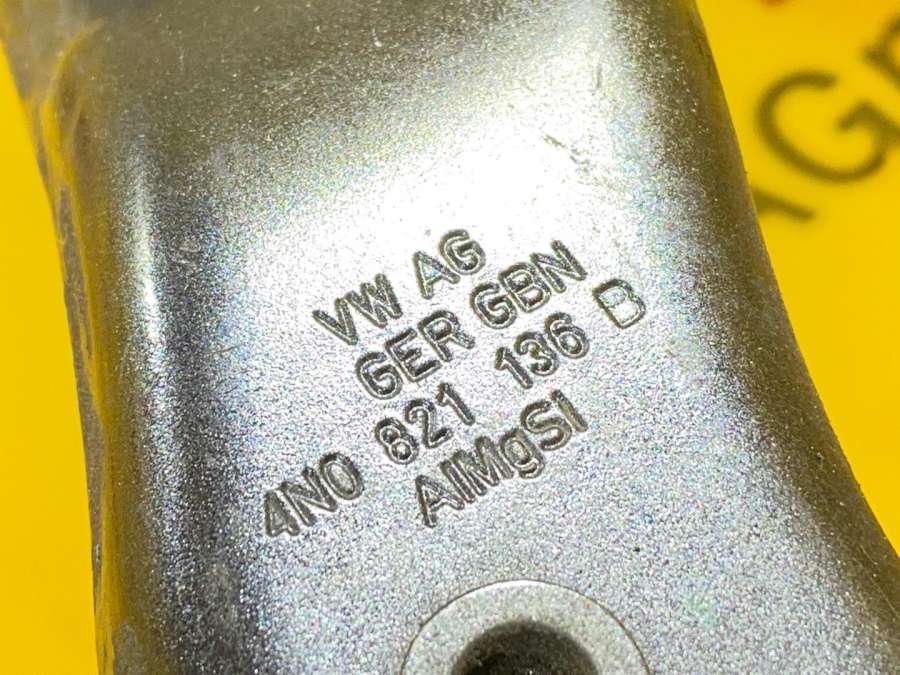 VW AG
GER GBN
4N0 821 136 B
AlMgSI